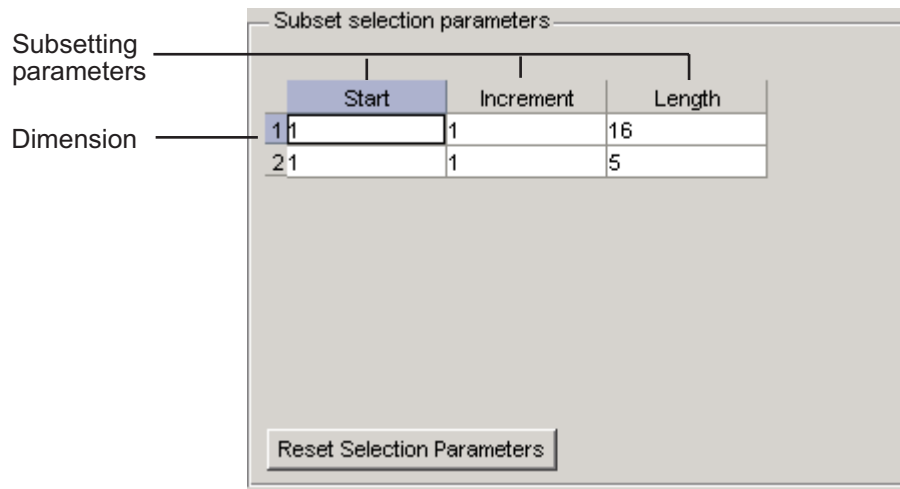 Subset selection parameters
Subsetting
parameters
Start Increment Length
Dimension
1 1 1 16
2 1 1 5
Reset Selection Parameters